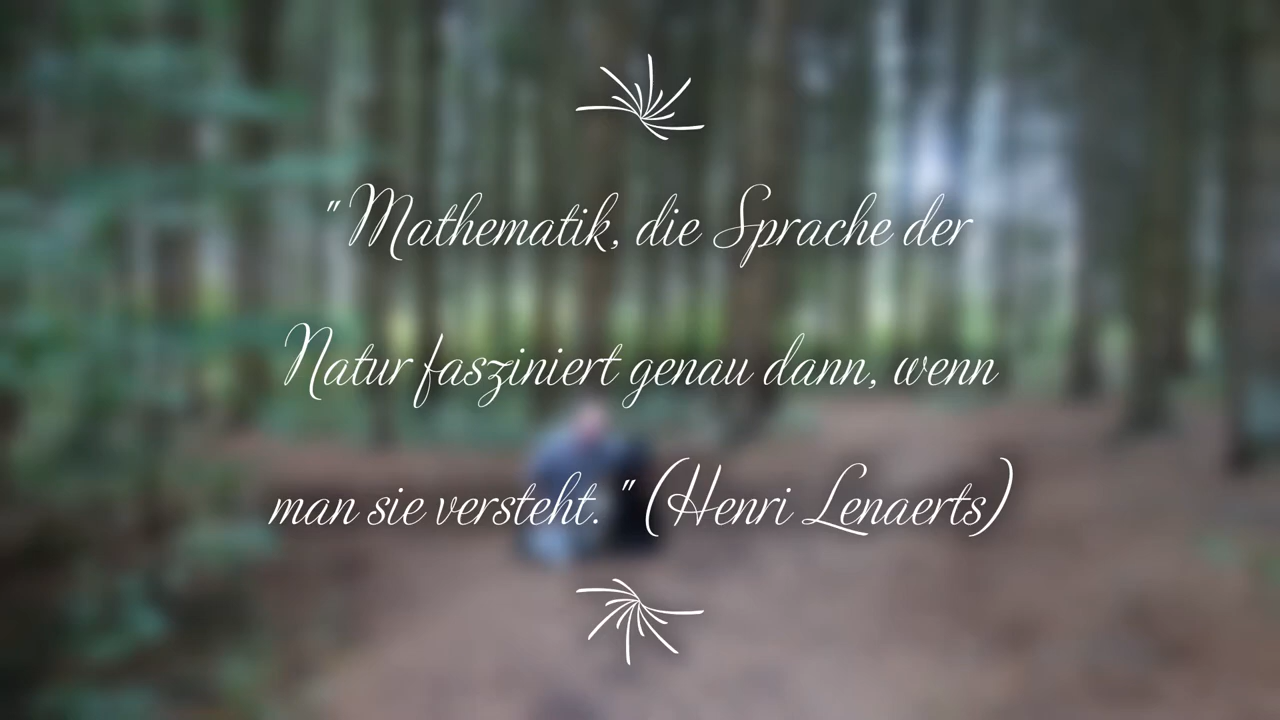 "Mathematik, die Sprache der
Natur fasziniert genau dann, wenn
man sie versteht." (Henri Lenaerts)